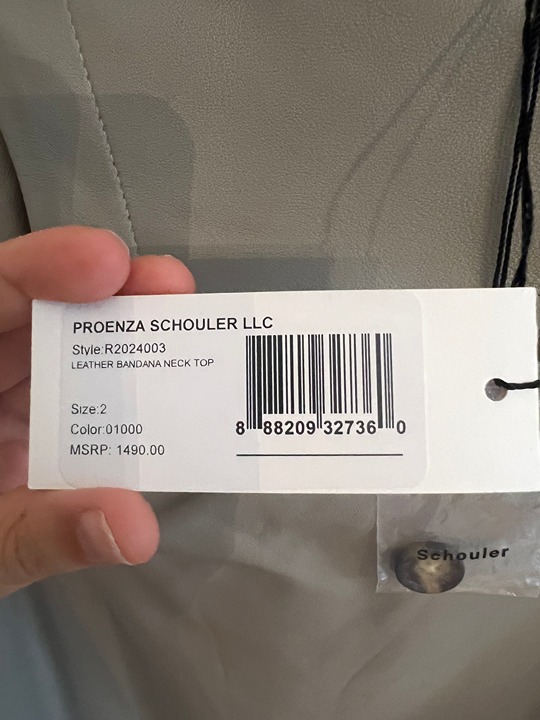 PROENZA SCHOULER LLC
Style:R2024003
LEATHER BANDANA NECK TOP
Size:2
Color:01000
MSRP: 1490.00
8 88209 32736 0
Schouler